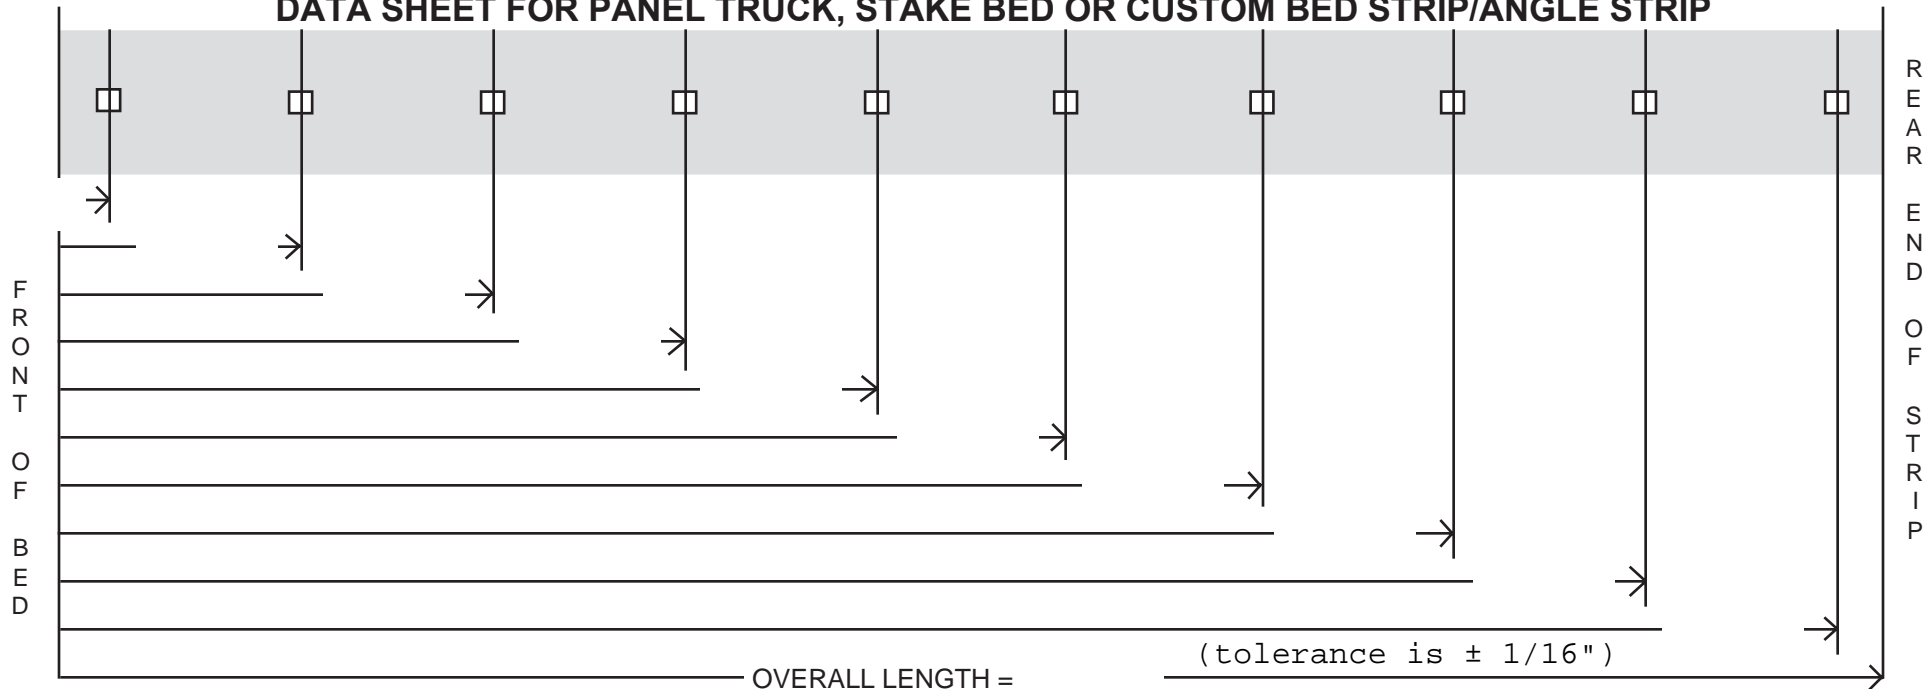 DATA SHEET FOR PANEL TRUCK, STAKE BED OR CUSTOM BED STRIP/ANGLE STRIP
REAR END OF STRIP
FRONT OF BED
(tolerance is ± 1/16")
OVERALL LENGTH =